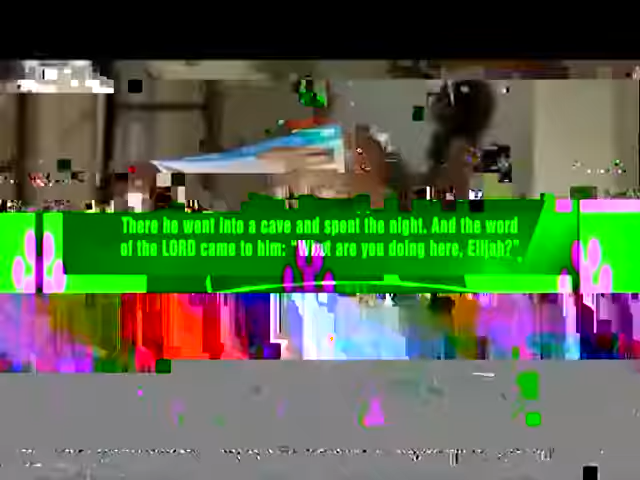 There he went into a cave and spent the night. And the word
of the LORD came to him: "What are you doing here, Elijah?"